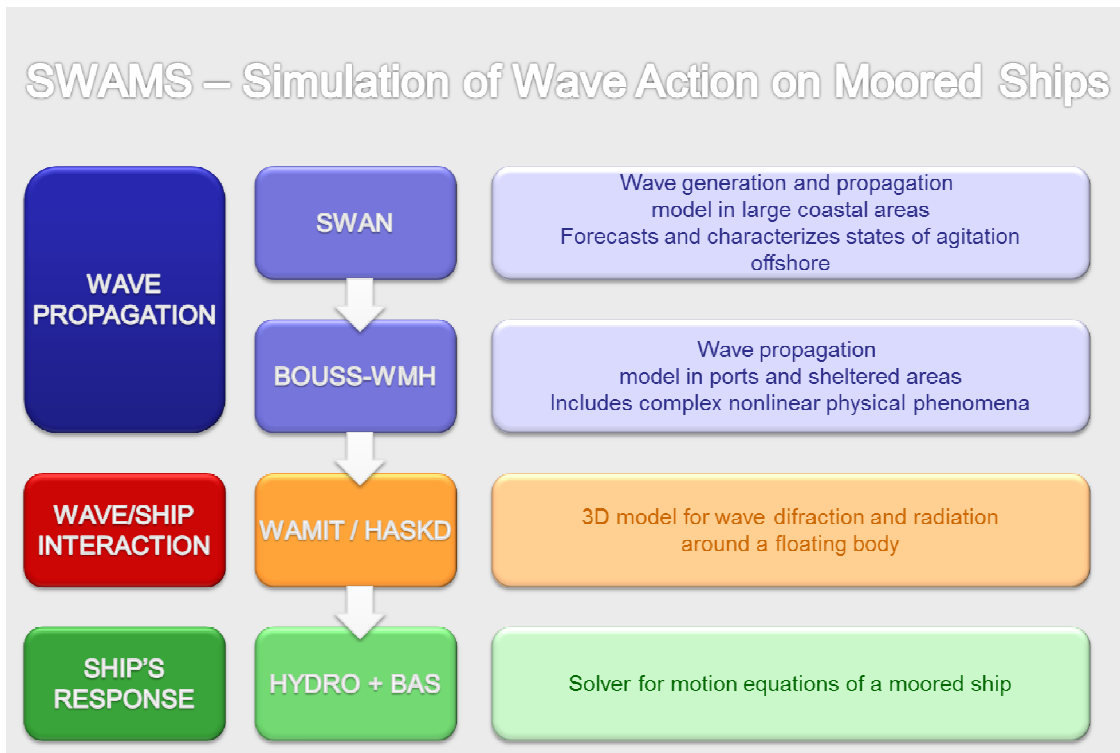 SWAMS – Simulation of Wave Action on Moored Ships
WAVE
PROPAGATION
SWAN
Wave generation and propagation
model in large coastal areas
Forecasts and characterizes states of agitation
offshore
BOUSS-WMH
Wave propagation
model in ports and sheltered areas
Includes complex nonlinear physical phenomena
WAVE/SHIP
INTERACTION
WAMIT / HASKD
3D model for wave difraction and radiation
around a floating body
SHIP'S
RESPONSE
HYDRO + BAS
Solver for motion equations of a moored ship